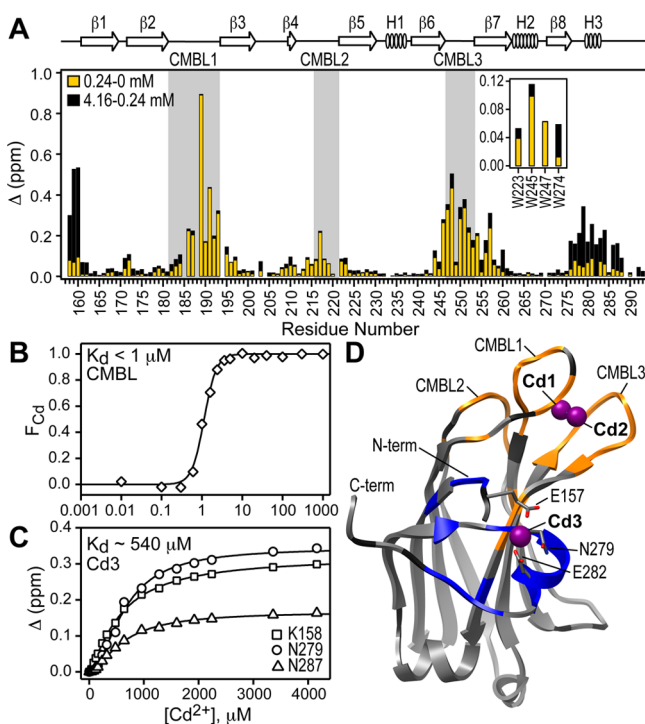 A
β1 β2 β3 β4 β5 H1 β6 β7 H2 β8 H3
CMBL1 CMBL2 CMBL3
Δ (ppm)
1.0
0.8
0.6
0.4
0.2
0.0
0.24-0 mM
4.16-0.24 mM
0.12
0.08
0.04
0.00
W223 W245 W247 W274
160 165 170 175 180 185 190 195 200 205 210 215 220 225 230 235 240 245 250 255 260 265 270 275 280 285 290
Residue Number
B
Kd < 1 μM
CMBL
FCd
1.0
0.8
0.6
0.4
0.2
0.0
0.001 0.01 0.1 1 10 100 1000
C
Kd ~ 540 μM
Cd3
Δ (ppm)
0.4
0.3
0.2
0.1
0.0
K158
N279
N287
0 1000 2000 3000 4000
[Cd²⁺], μM
D
CMBL1
Cd1
CMBL3
CMBL2
Cd2
N-term
C-term
E157
Cd3
N279
E282